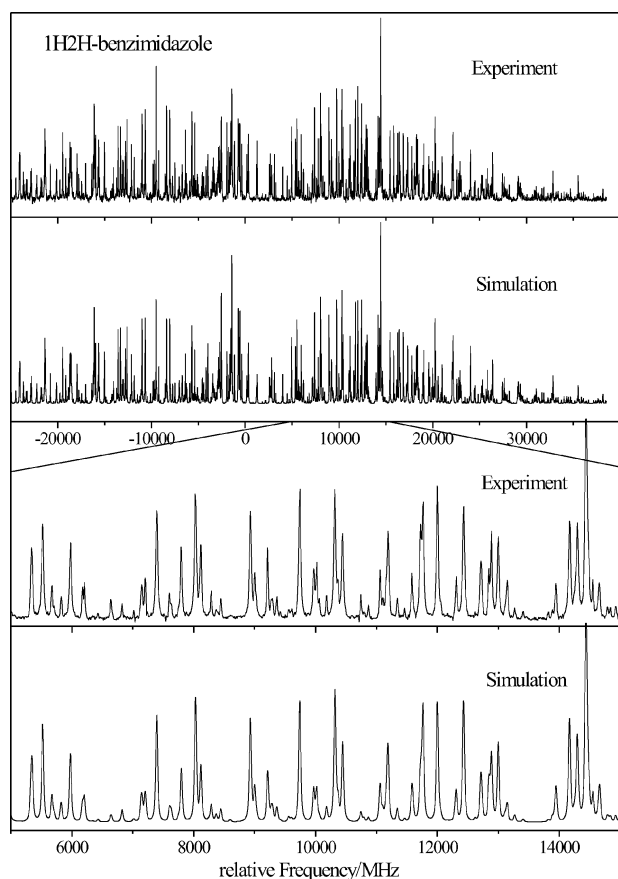 1H2H-benzimidazole
Experiment
Simulation
-20000 -10000 0 10000 20000 30000
Experiment
Simulation
6000 8000 10000 12000 14000
relative Frequency/MHz